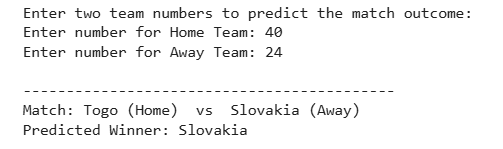 Enter two team numbers to predict the match outcome:
Enter number for Home Team: 40
Enter number for Away Team: 24
-------------------------------------------
Match: Togo (Home)  vs  Slovakia (Away)
Predicted Winner: Slovakia